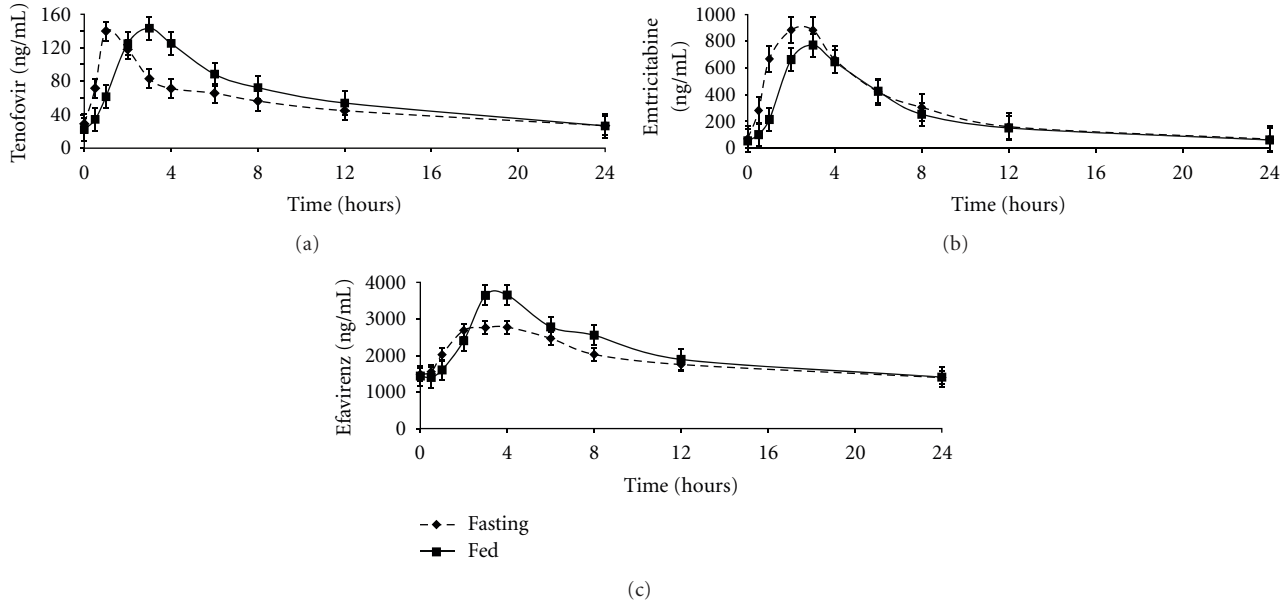 Tenofovir (ng/mL)
160
120
80
40
0
0 4 8 12 16 20 24
Time (hours)
(a)
Emtricitabine
(ng/mL)
1000
800
600
400
200
0
0 4 8 12 16 20 24
Time (hours)
(b)
Efavirenz (ng/mL)
4000
3000
2000
1000
0
0 4 8 12 16 20 24
Time (hours)
Fasting
Fed
(c)